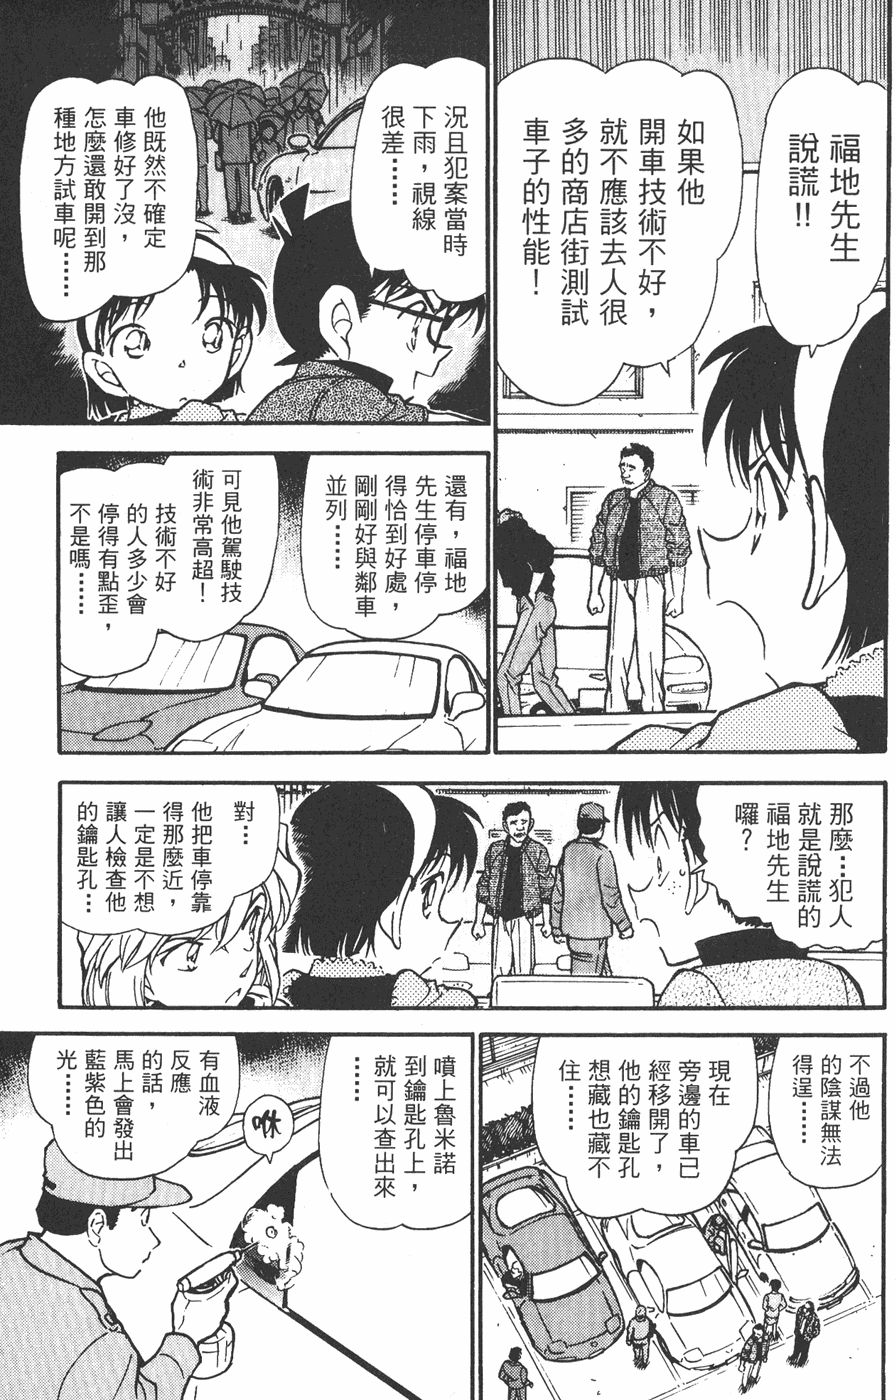 福地先生
說謊!!
如果他
開車技術不好，
就不應該去人很
多的商店街測試
車子的性能！
況且犯案當時
下雨，視線
很差……
他既然不確定
車修好了沒，
怎麼還敢開到那
種地方試車呢……
還有，福地
先生停車停
得恰到好處，
剛剛好與鄰車
並列……
可見他駕駛技
術非常高超！
技術不好
的人多少會
停得有點歪，
不是嗎……
那麼…犯人
就是說謊的
福地先生
囉？
對…
他把車停靠
得那麼近，
一定是不想
讓人檢查他
的鑰匙孔…
不過他
的陰謀無法
得逞……
現在
旁邊的車已
經移開了，
他的鑰匙孔
想藏也藏不
住……
噴上魯米諾
到鑰匙孔上，
就可以查出來
咻
有血液
反應
的話，
馬上會發出
藍紫色的
光……